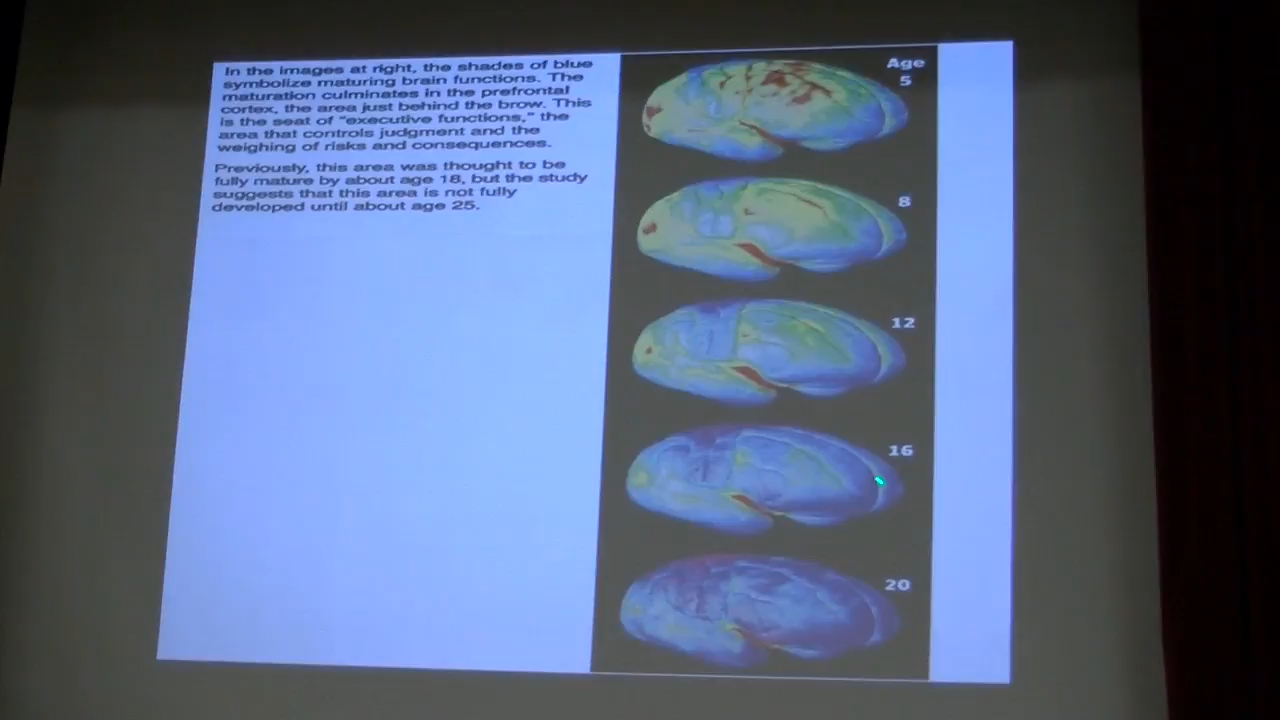 In the images at right, the shades of blue
symbolize maturing brain functions. The
maturation culminates in the prefrontal
cortex, the area just behind the brow. This
is the seat of "executive functions," the
area that controls judgment and the
weighing of risks and consequences.
Previously, this area was thought to be
fully mature by about age 18, but the study
suggests that this area is not fully
developed until about age 25.
Age
5
8
12
16
20